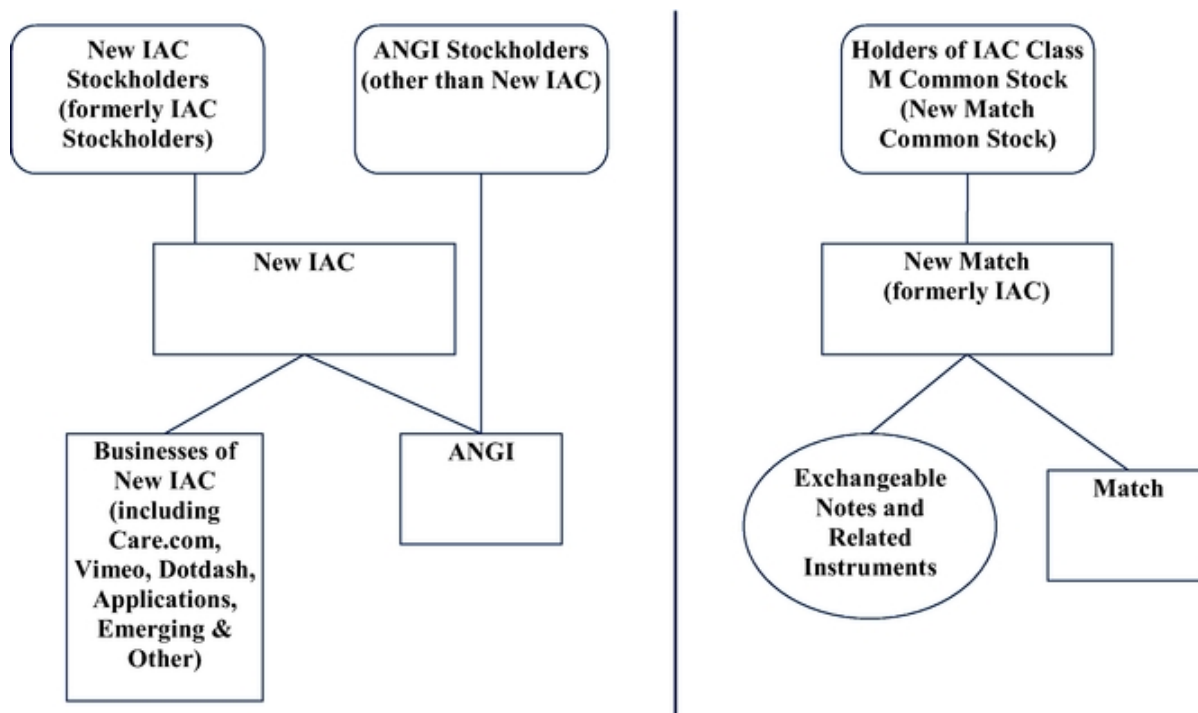 New IAC
Stockholders
(formerly IAC
Stockholders)
ANGI Stockholders
(other than New IAC)
Holders of IAC Class
M Common Stock
(New Match
Common Stock)
New IAC
New Match
(formerly IAC)
Businesses of
New IAC
(including
Care.com,
Vimeo, Dotdash,
Applications,
Emerging &
Other)
ANGI
Exchangeable
Notes and
Related
Instruments
Match